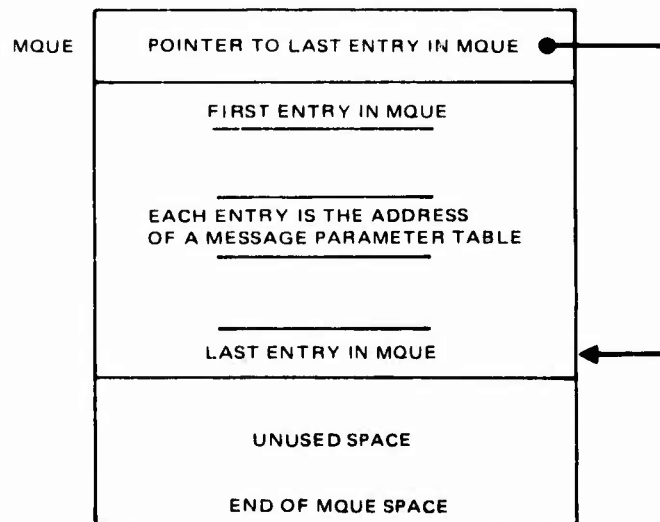 MQUE POINTER TO LAST ENTRY IN MQUE
FIRST ENTRY IN MQUE
EACH ENTRY IS THE ADDRESS
OF A MESSAGE PARAMETER TABLE
LAST ENTRY IN MQUE
UNUSED SPACE
END OF MQUE SPACE